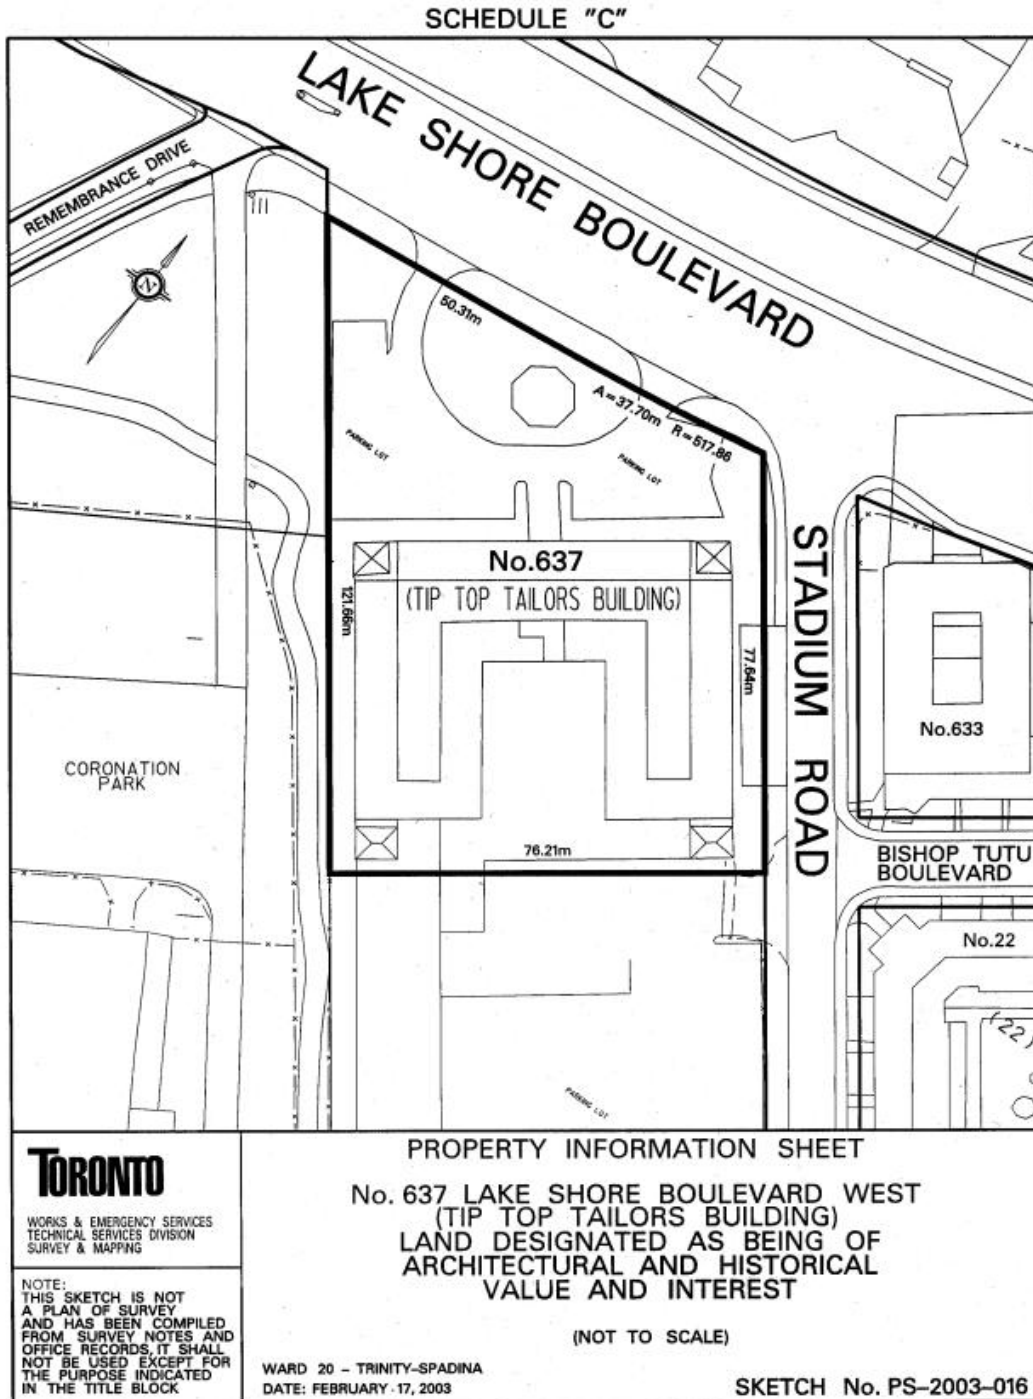 SCHEDULE "C"
LAKE SHORE BOULEVARD
REMEMBRANCE DRIVE
N
50.31m
A=37.70m R=517.86
PARKING LOT
PARKING LOT
No.637
(TIP TOP TAILORS BUILDING)
121.66m
77.64m
STADIUM ROAD
No.633
CORONATION
PARK
76.21m
BISHOP TUTU
BOULEVARD
No.22
(22)
PARKING LOT
TORONTO
WORKS & EMERGENCY SERVICES
TECHNICAL SERVICES DIVISION
SURVEY & MAPPING
NOTE:
THIS SKETCH IS NOT
A PLAN OF SURVEY
AND HAS BEEN COMPILED
FROM SURVEY NOTES AND
OFFICE RECORDS, IT SHALL
NOT BE USED EXCEPT FOR
THE PURPOSE INDICATED
IN THE TITLE BLOCK
PROPERTY INFORMATION SHEET
No. 637 LAKE SHORE BOULEVARD WEST
(TIP TOP TAILORS BUILDING)
LAND DESIGNATED AS BEING OF
ARCHITECTURAL AND HISTORICAL
VALUE AND INTEREST
(NOT TO SCALE)
WARD 20 - TRINITY-SPADINA
DATE: FEBRUARY 17, 2003
SKETCH No. PS-2003-016